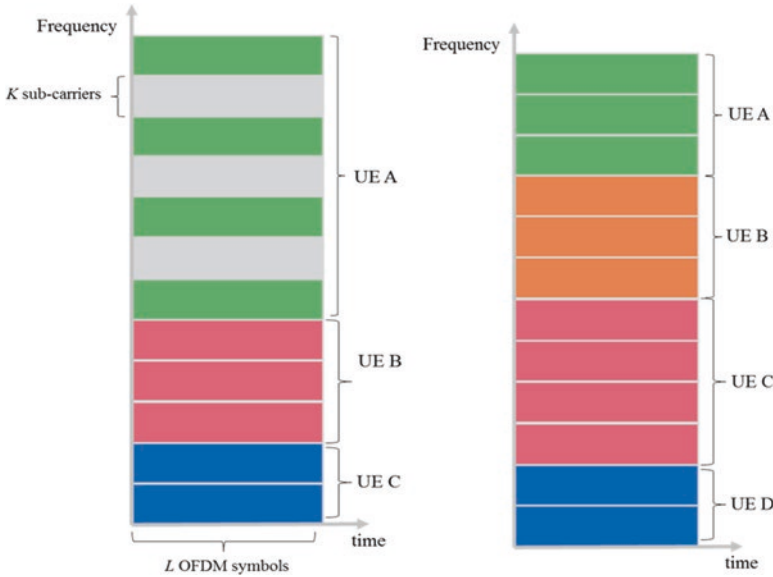 Frequency
K sub-carriers
UE A
UE B
UE C
time
L OFDM symbols
Frequency
UE A
UE B
UE C
UE D
time